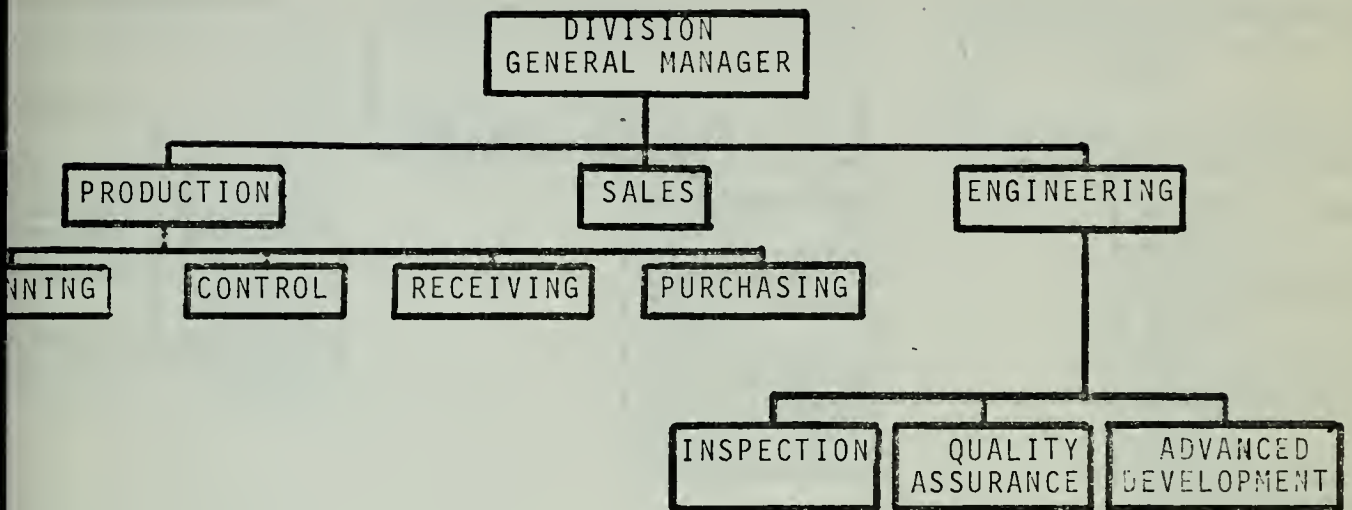 DIVISION
GENERAL MANAGER
PRODUCTION
SALES
ENGINEERING
NNING
CONTROL
RECEIVING
PURCHASING
INSPECTION
QUALITY
ASSURANCE
ADVANCED
DEVELOPMENT